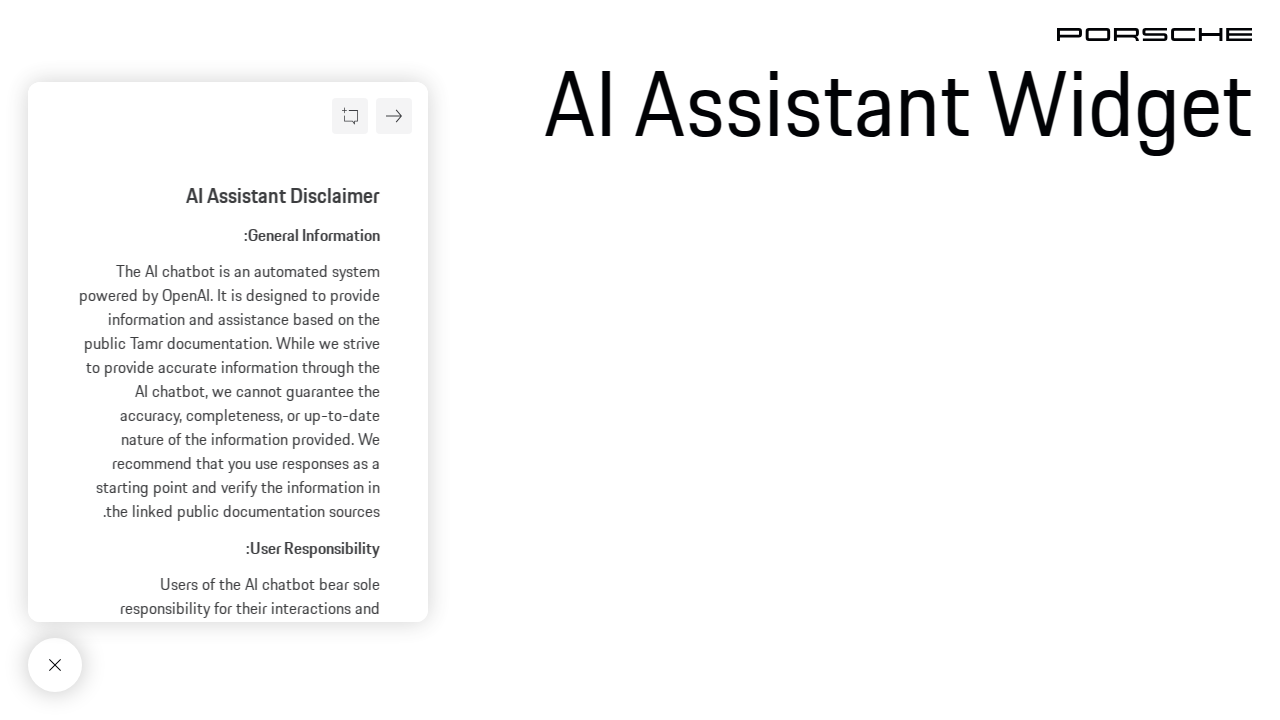 PORSCHE
AI Assistant Widget
AI Assistant Disclaimer
:General Information
The AI chatbot is an automated system
powered by OpenAI. It is designed to provide
information and assistance based on the
public Tamr documentation. While we strive
to provide accurate information through the
AI chatbot, we cannot guarantee the
accuracy, completeness, or up-to-date
nature of the information provided. We
recommend that you use responses as a
starting point and verify the information in
.the linked public documentation sources
:User Responsibility
Users of the AI chatbot bear sole
responsibility for their interactions and